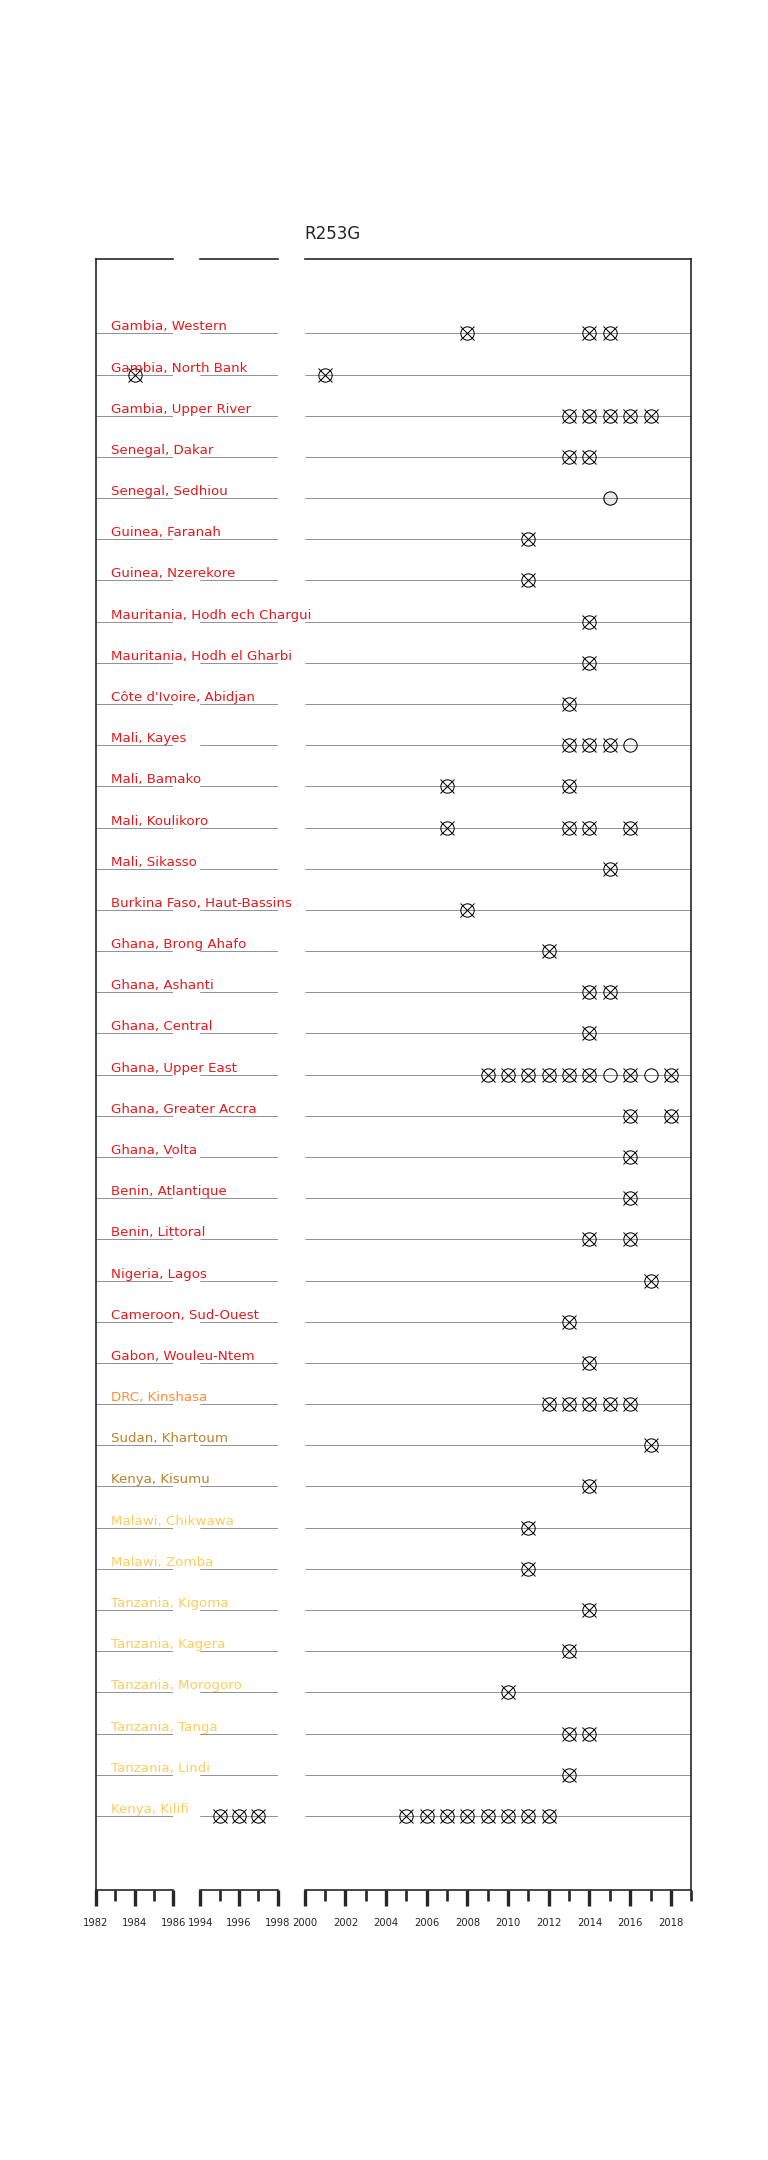 R253G
Gambia, Western
Gambia, North Bank
Gambia, Upper River
Senegal, Dakar
Senegal, Sedhiou
Guinea, Faranah
Guinea, Nzerekore
Mauritania, Hodh ech Chargui
Mauritania, Hodh el Gharbi
Côte d'Ivoire, Abidjan
Mali, Kayes
Mali, Bamako
Mali, Koulikoro
Mali, Sikasso
Burkina Faso, Haut-Bassins
Ghana, Brong Ahafo
Ghana, Ashanti
Ghana, Central
Ghana, Upper East
Ghana, Greater Accra
Ghana, Volta
Benin, Atlantique
Benin, Littoral
Nigeria, Lagos
Cameroon, Sud-Ouest
Gabon, Wouleu-Ntem
DRC, Kinshasa
Sudan, Khartoum
Kenya, Kisumu
Malawi, Chikwawa
Malawi, Zomba
Tanzania, Kigoma
Tanzania, Kagera
Tanzania, Morogoro
Tanzania, Tanga
Tanzania, Lindi
Kenya, Kilifi
1982 1984 1986 1994 1996 1998 2000 2002 2004 2006 2008 2010 2012 2014 2016 2018